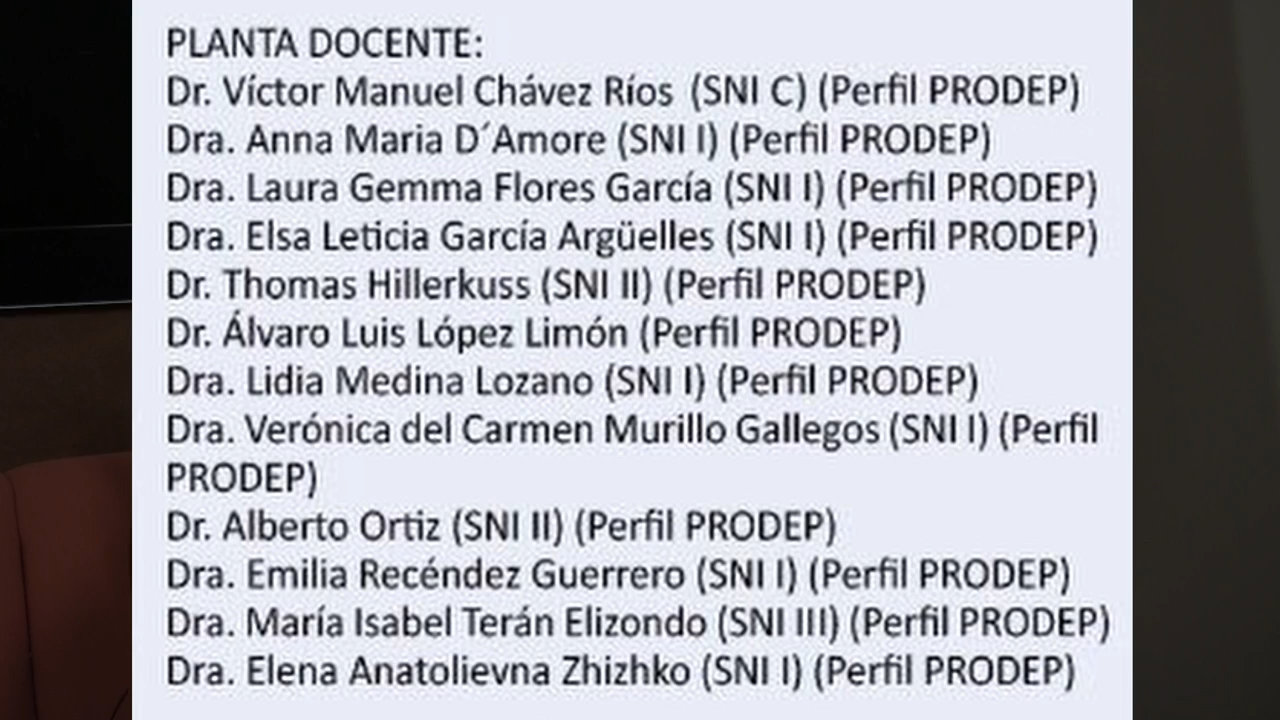 PLANTA DOCENTE:
Dr. Víctor Manuel Chávez Ríos (SNI C) (Perfil PRODEP)
Dra. Anna Maria D´Amore (SNI I) (Perfil PRODEP)
Dra. Laura Gemma Flores García (SNI I) (Perfil PRODEP)
Dra. Elsa Leticia García Argüelles (SNI I) (Perfil PRODEP)
Dr. Thomas Hillerkuss (SNI II) (Perfil PRODEP)
Dr. Álvaro Luis López Limón (Perfil PRODEP)
Dra. Lidia Medina Lozano (SNI I) (Perfil PRODEP)
Dra. Verónica del Carmen Murillo Gallegos (SNI I) (Perfil
PRODEP)
Dr. Alberto Ortiz (SNI II) (Perfil PRODEP)
Dra. Emilia Recéndez Guerrero (SNI I) (Perfil PRODEP)
Dra. María Isabel Terán Elizondo (SNI III) (Perfil PRODEP)
Dra. Elena Anatolievna Zhizhko (SNI I) (Perfil PRODEP)